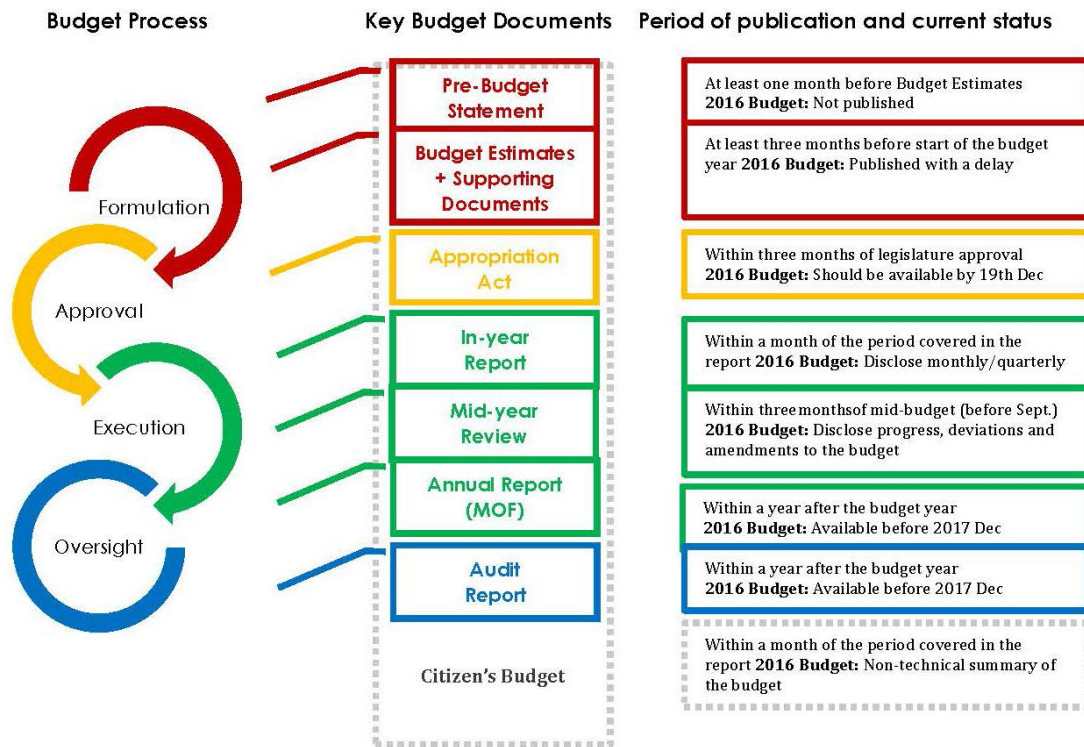 Budget Process
Key Budget Documents
Period of publication and current status
Formulation
Approval
Execution
Oversight
Pre-Budget
Statement
Budget Estimates
+ Supporting
Documents
Appropriation
Act
In-year
Report
Mid-year
Review
Annual Report
(MOF)
Audit
Report
Citizen's Budget
At least one month before Budget Estimates
2016 Budget: Not published
At least three months before start of the budget
year 2016 Budget: Published with a delay
Within three months of legislature approval
2016 Budget: Should be available by 19th Dec
Within a month of the period covered in the
report 2016 Budget: Disclose monthly/quarterly
Within threemonthsof mid-budget (before Sept.)
2016 Budget: Disclose progress, deviations and
amendments to the budget
Within a year after the budget year
2016 Budget: Available before 2017 Dec
Within a year after the budget year
2016 Budget: Available before 2017 Dec
Within a month of the period covered in the
report 2016 Budget: Non-technical summary of
the budget